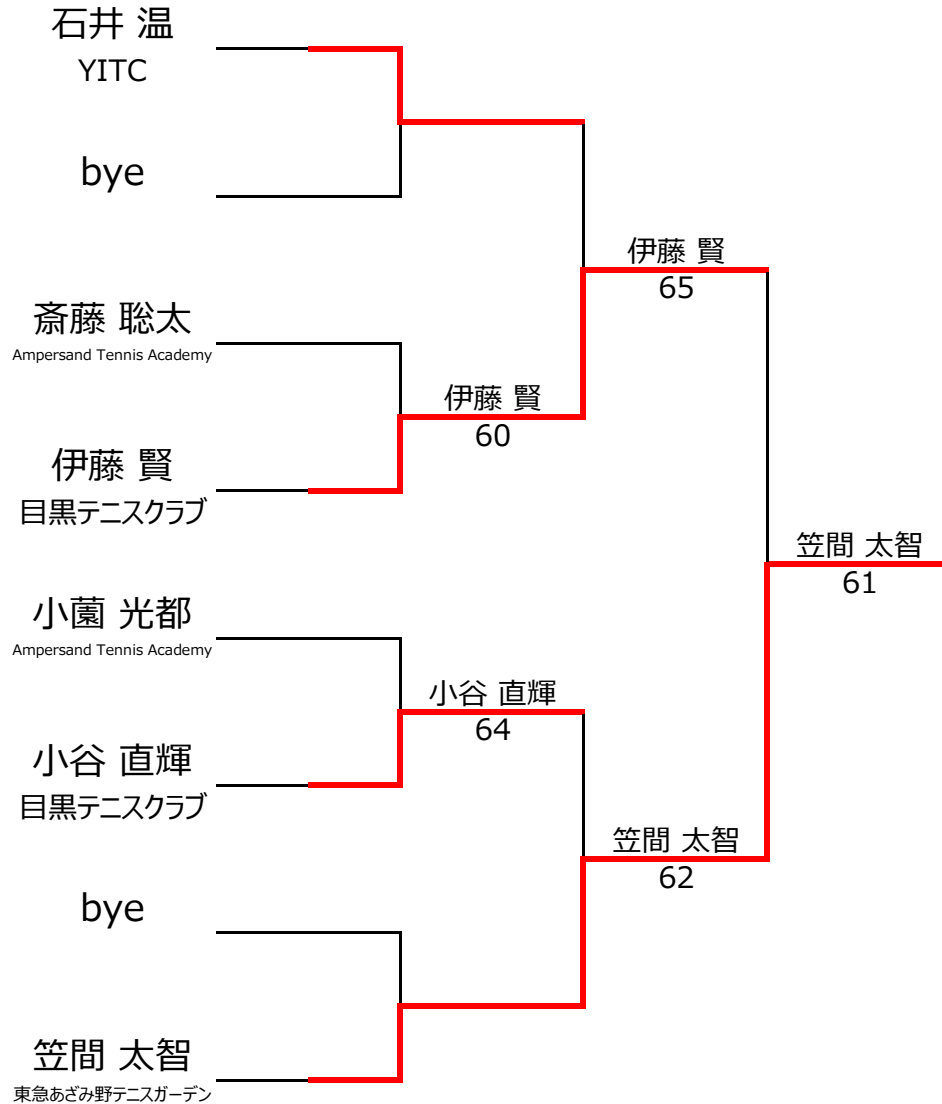 石井 温
YITC
bye
伊藤 賢
65
斎藤 聡太
Ampersand Tennis Academy
伊藤 賢
60
伊藤 賢
目黒テニスクラブ
笠間 太智
61
小薗 光都
Ampersand Tennis Academy
小谷 直輝
64
小谷 直輝
目黒テニスクラブ
笠間 太智
62
bye
笠間 太智
東急あざみ野テニスガーデン